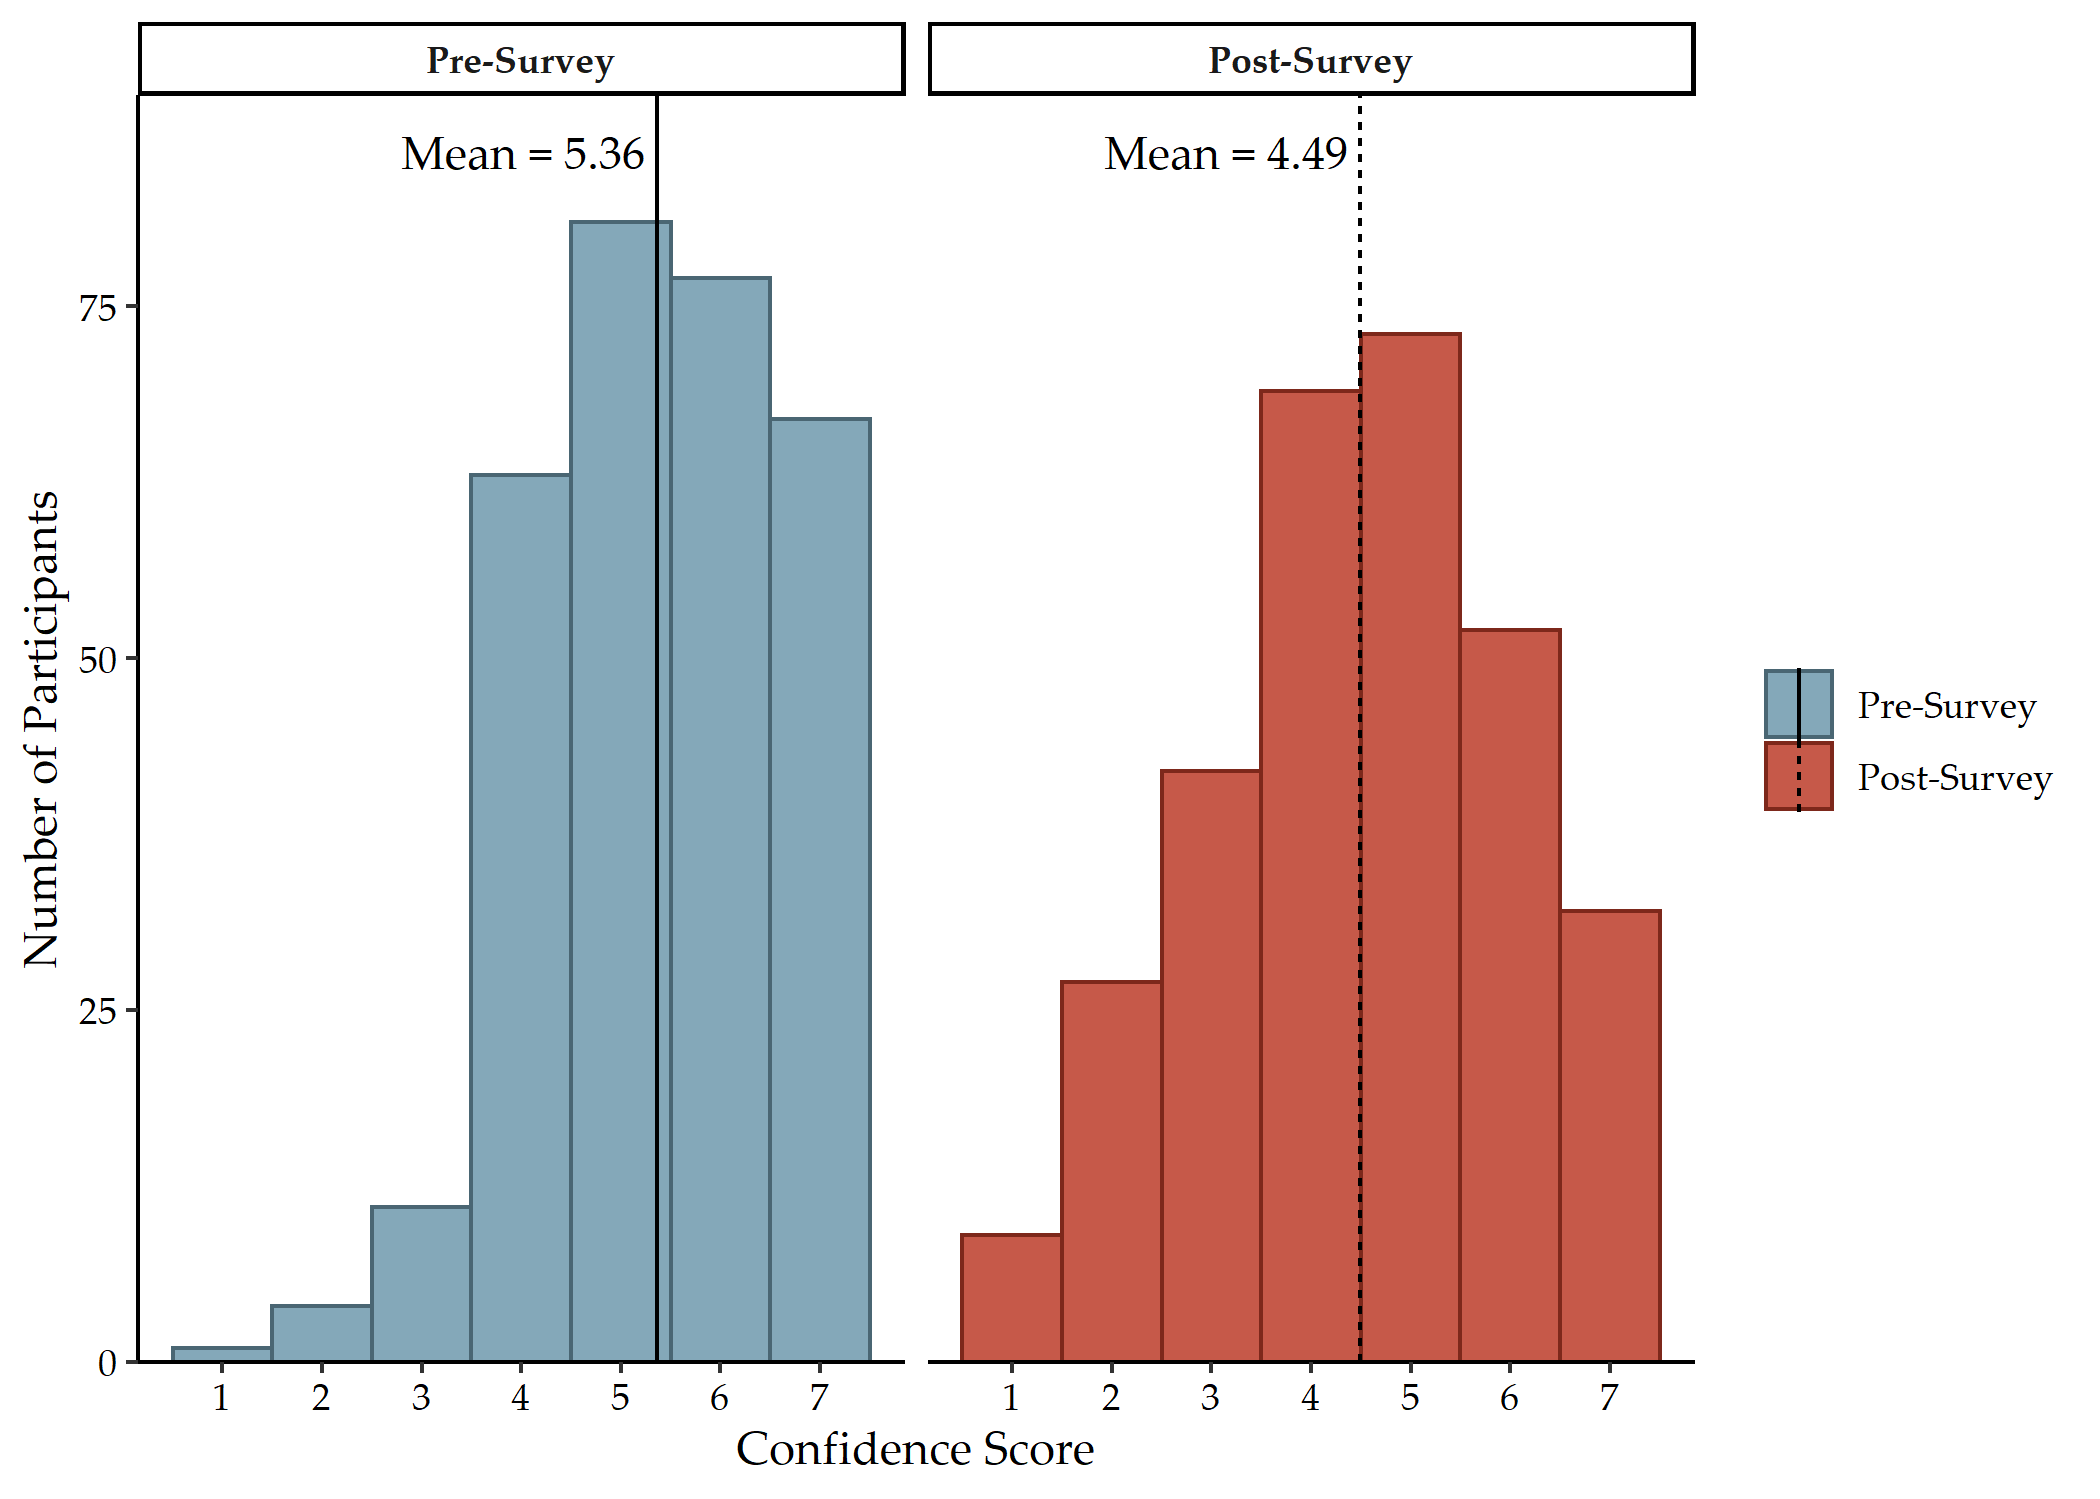 Pre-Survey
Post-Survey
Mean = 5.36
Mean = 4.49
75
50
25
0
Number of Participants
1 2 3 4 5 6 7
1 2 3 4 5 6 7
Confidence Score
Pre-Survey
Post-Survey